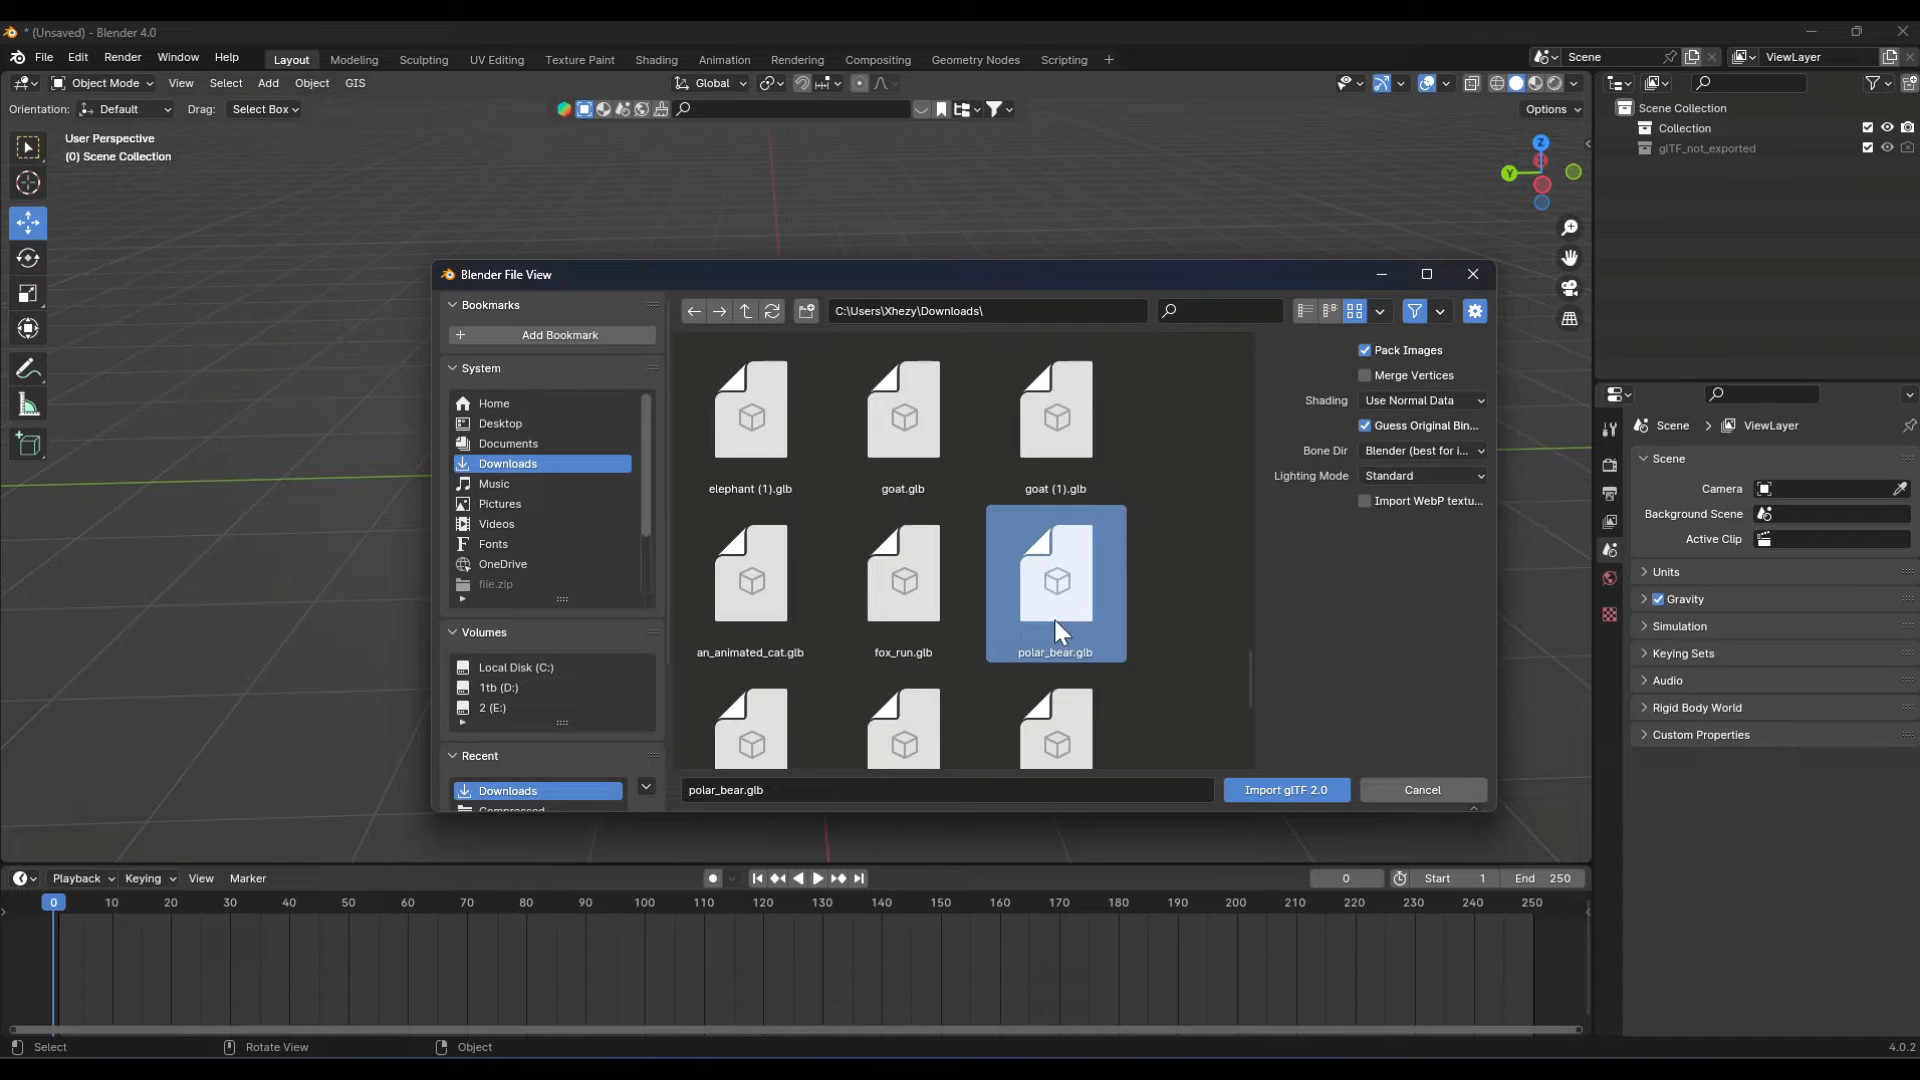 * (Unsaved) - Blender 4.0
File Edit Render Window Help Layout Modeling Sculpting UV Editing Texture Paint Shading Animation Rendering Compositing Geometry Nodes Scripting + Scene ViewLayer
Object Mode View Select Add Object GIS Global
Orientation: Default Drag: Select Box Options
User Perspective
(0) Scene Collection
Z
Y
Scene Collection
Collection
glTF_not_exported
Blender File View
Bookmarks
Add Bookmark
System
Home
Desktop
Documents
Downloads
Music
Pictures
Videos
Fonts
OneDrive
file.zip
Volumes
Local Disk (C:)
1tb (D:)
2 (E:)
Recent
Downloads
C:\Users\Xhezy\Downloads\
elephant (1).glb goat.glb goat (1).glb
an_animated_cat.glb fox_run.glb polar_bear.glb
Pack Images
Merge Vertices
Shading Use Normal Data
Guess Original Bin...
Bone Dir Blender (best for i...
Lighting Mode Standard
Import WebP textu...
polar_bear.glb Import glTF 2.0 Cancel
Scene ViewLayer
Scene
Camera
Background Scene
Active Clip
Units
Gravity
Simulation
Keying Sets
Audio
Rigid Body World
Custom Properties
Playback Keying View Marker 0 Start 1 End 250
0 10 20 30 40 50 60 70 80 90 100 110 120 130 140 150 160 170 180 190 200 210 220 230 240 250
Select Rotate View Object 4.0.2